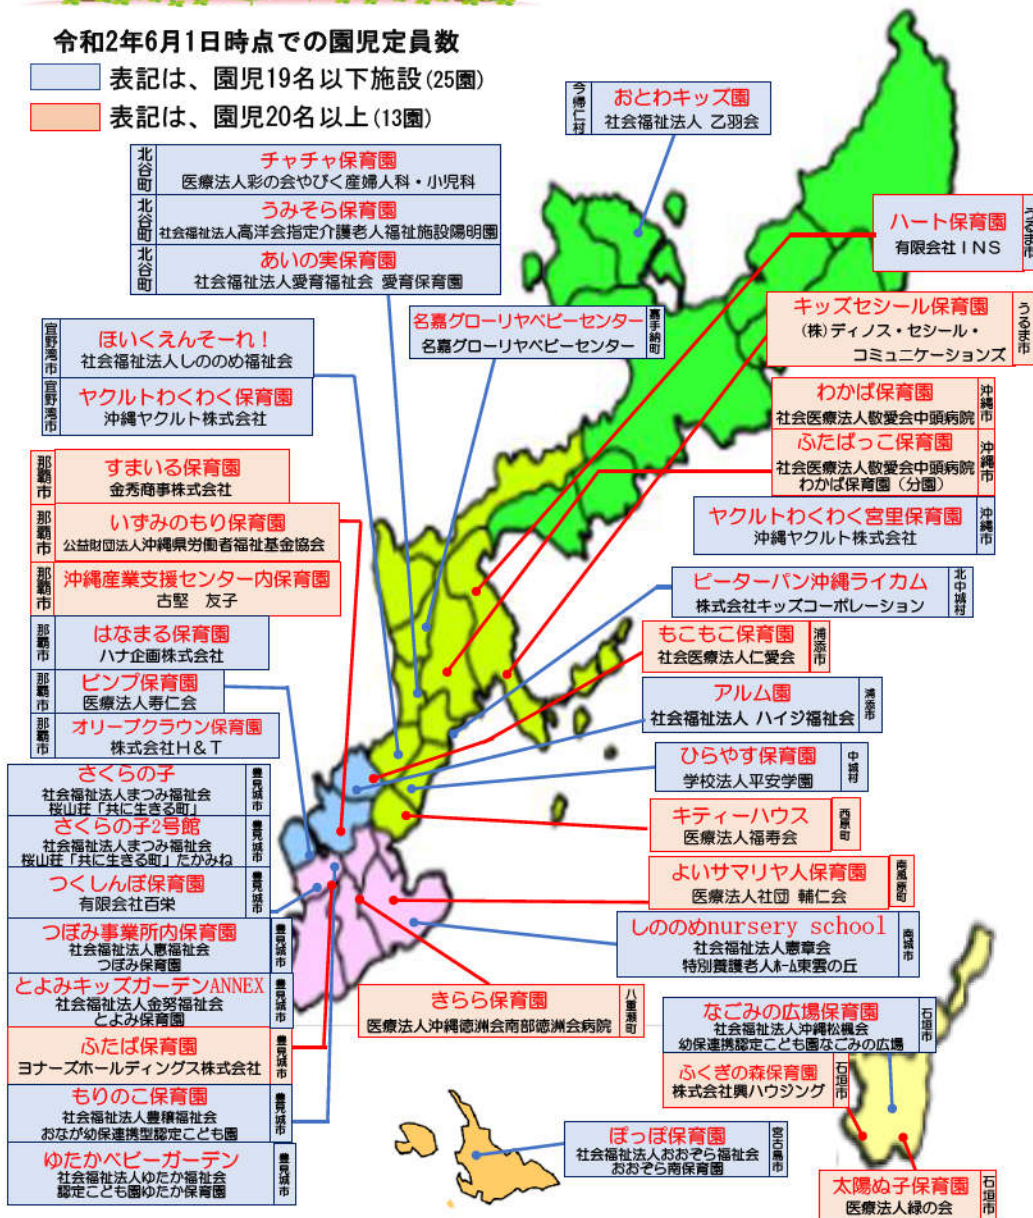 令和2年6月1日時点での園児定員数
表記は、園児19名以下施設(25園)
表記は、園児20名以上(13園)
今帰仁村
おとわキッズ園
社会福祉法人 乙羽会
北谷町
チャチャ保育園
医療法人彩の会やびく産婦人科・小児科
北谷町
うみそら保育園
社会福祉法人高洋会指定介護老人福祉施設陽明園
北谷町
あいの実保育園
社会福祉法人愛育福祉会 愛育保育園
ハート保育園
有限会社INS
うるま市
名嘉グローリヤベビーセンター
名嘉グローリヤベビーセンター
嘉手納町
キッズセシール保育園
(株)ディノス・セシール・
コミュニケーションズ
うるま市
宜野湾市
ほいくえんそーれ!
社会福祉法人しののめ福祉会
宜野湾市
ヤクルトわくわく保育園
沖縄ヤクルト株式会社
わかば保育園
社会医療法人敬愛会中頭病院
沖縄市
ふたばっこ保育園
社会医療法人敬愛会中頭病院
わかば保育園(分園)
沖縄市
ヤクルトわくわく宮里保育園
沖縄ヤクルト株式会社
沖縄市
那覇市
すまいる保育園
金秀商事株式会社
那覇市
いずみのもり保育園
公益財団法人沖縄県労働者福祉基金協会
那覇市
沖縄産業支援センター内保育園
古堅 友子
那覇市
はなまる保育園
ハナ企画株式会社
那覇市
ビンプ保育園
医療法人寿仁会
那覇市
オリーブクラウン保育園
株式会社H&T
ピーターパン沖縄ライカム
株式会社キッズコーポレーション
北中城村
もこもこ保育園
社会医療法人仁愛会
浦添市
アルム園
社会福祉法人 ハイジ福祉会
浦添市
ひらやす保育園
学校法人平安学園
中城村
キティーハウス
医療法人福寿会
西原町
よいサマリヤ人保育園
医療法人社団 輔仁会
南風原町
しののめnursery school
社会福祉法人憲章会
特別養護老人ホーム東雲の丘
南城市
さくらの子
社会福祉法人まつみ福祉会
桜山荘「共に生きる町」
豊見城市
さくらの子2号館
社会福祉法人まつみ福祉会
桜山荘「共に生きる町」たかみね
豊見城市
つくしんぼ保育園
有限会社百栄
豊見城市
つぼみ事業所内保育園
社会福祉法人惠福祉会
つぼみ保育園
豊見城市
とよみキッズガーデンANNEX
社会福祉法人金努福祉会
とよみ保育園
豊見城市
ふたば保育園
ヨナーズホールディングス株式会社
豊見城市
もりのこ保育園
社会福祉法人豊穣福祉会
おなが幼保連携型認定こども園
豊見城市
ゆたかベビーガーデン
社会福祉法人ゆたか福祉会
認定こども園ゆたか保育園
豊見城市
きらら保育園
医療法人沖縄徳洲会南部徳洲会病院
八重瀬町
なごみの広場保育園
社会福祉法人沖縄松楓会
幼保連携認定こども園なごみの広場
石垣市
ふくぎの森保育園
株式会社興ハウジング
石垣市
ぽっぽ保育園
社会福祉法人おおぞら福祉会
おおぞら南保育園
宮古島市
太陽ぬ子保育園
医療法人緑の会
石垣市